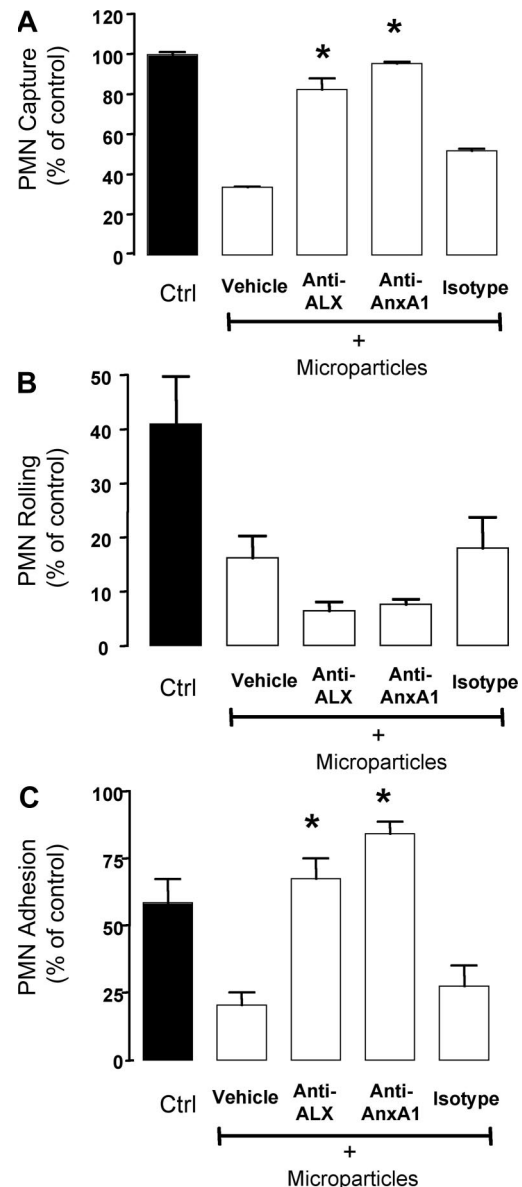 A
PMN Capture
(% of control)
120
100
80
60
40
20
0
*
*
Ctrl
Vehicle
Anti-
ALX
Anti-
AnxA1
Isotype
+
Microparticles
B
PMN Rolling
(% of control)
50
40
30
20
10
0
Ctrl
Vehicle
Anti-
ALX
Anti-
AnxA1
Isotype
+
Microparticles
C
PMN Adhesion
(% of control)
100
75
50
25
0
*
*
Ctrl
Vehicle
Anti-
ALX
Anti-
AnxA1
Isotype
+
Microparticles